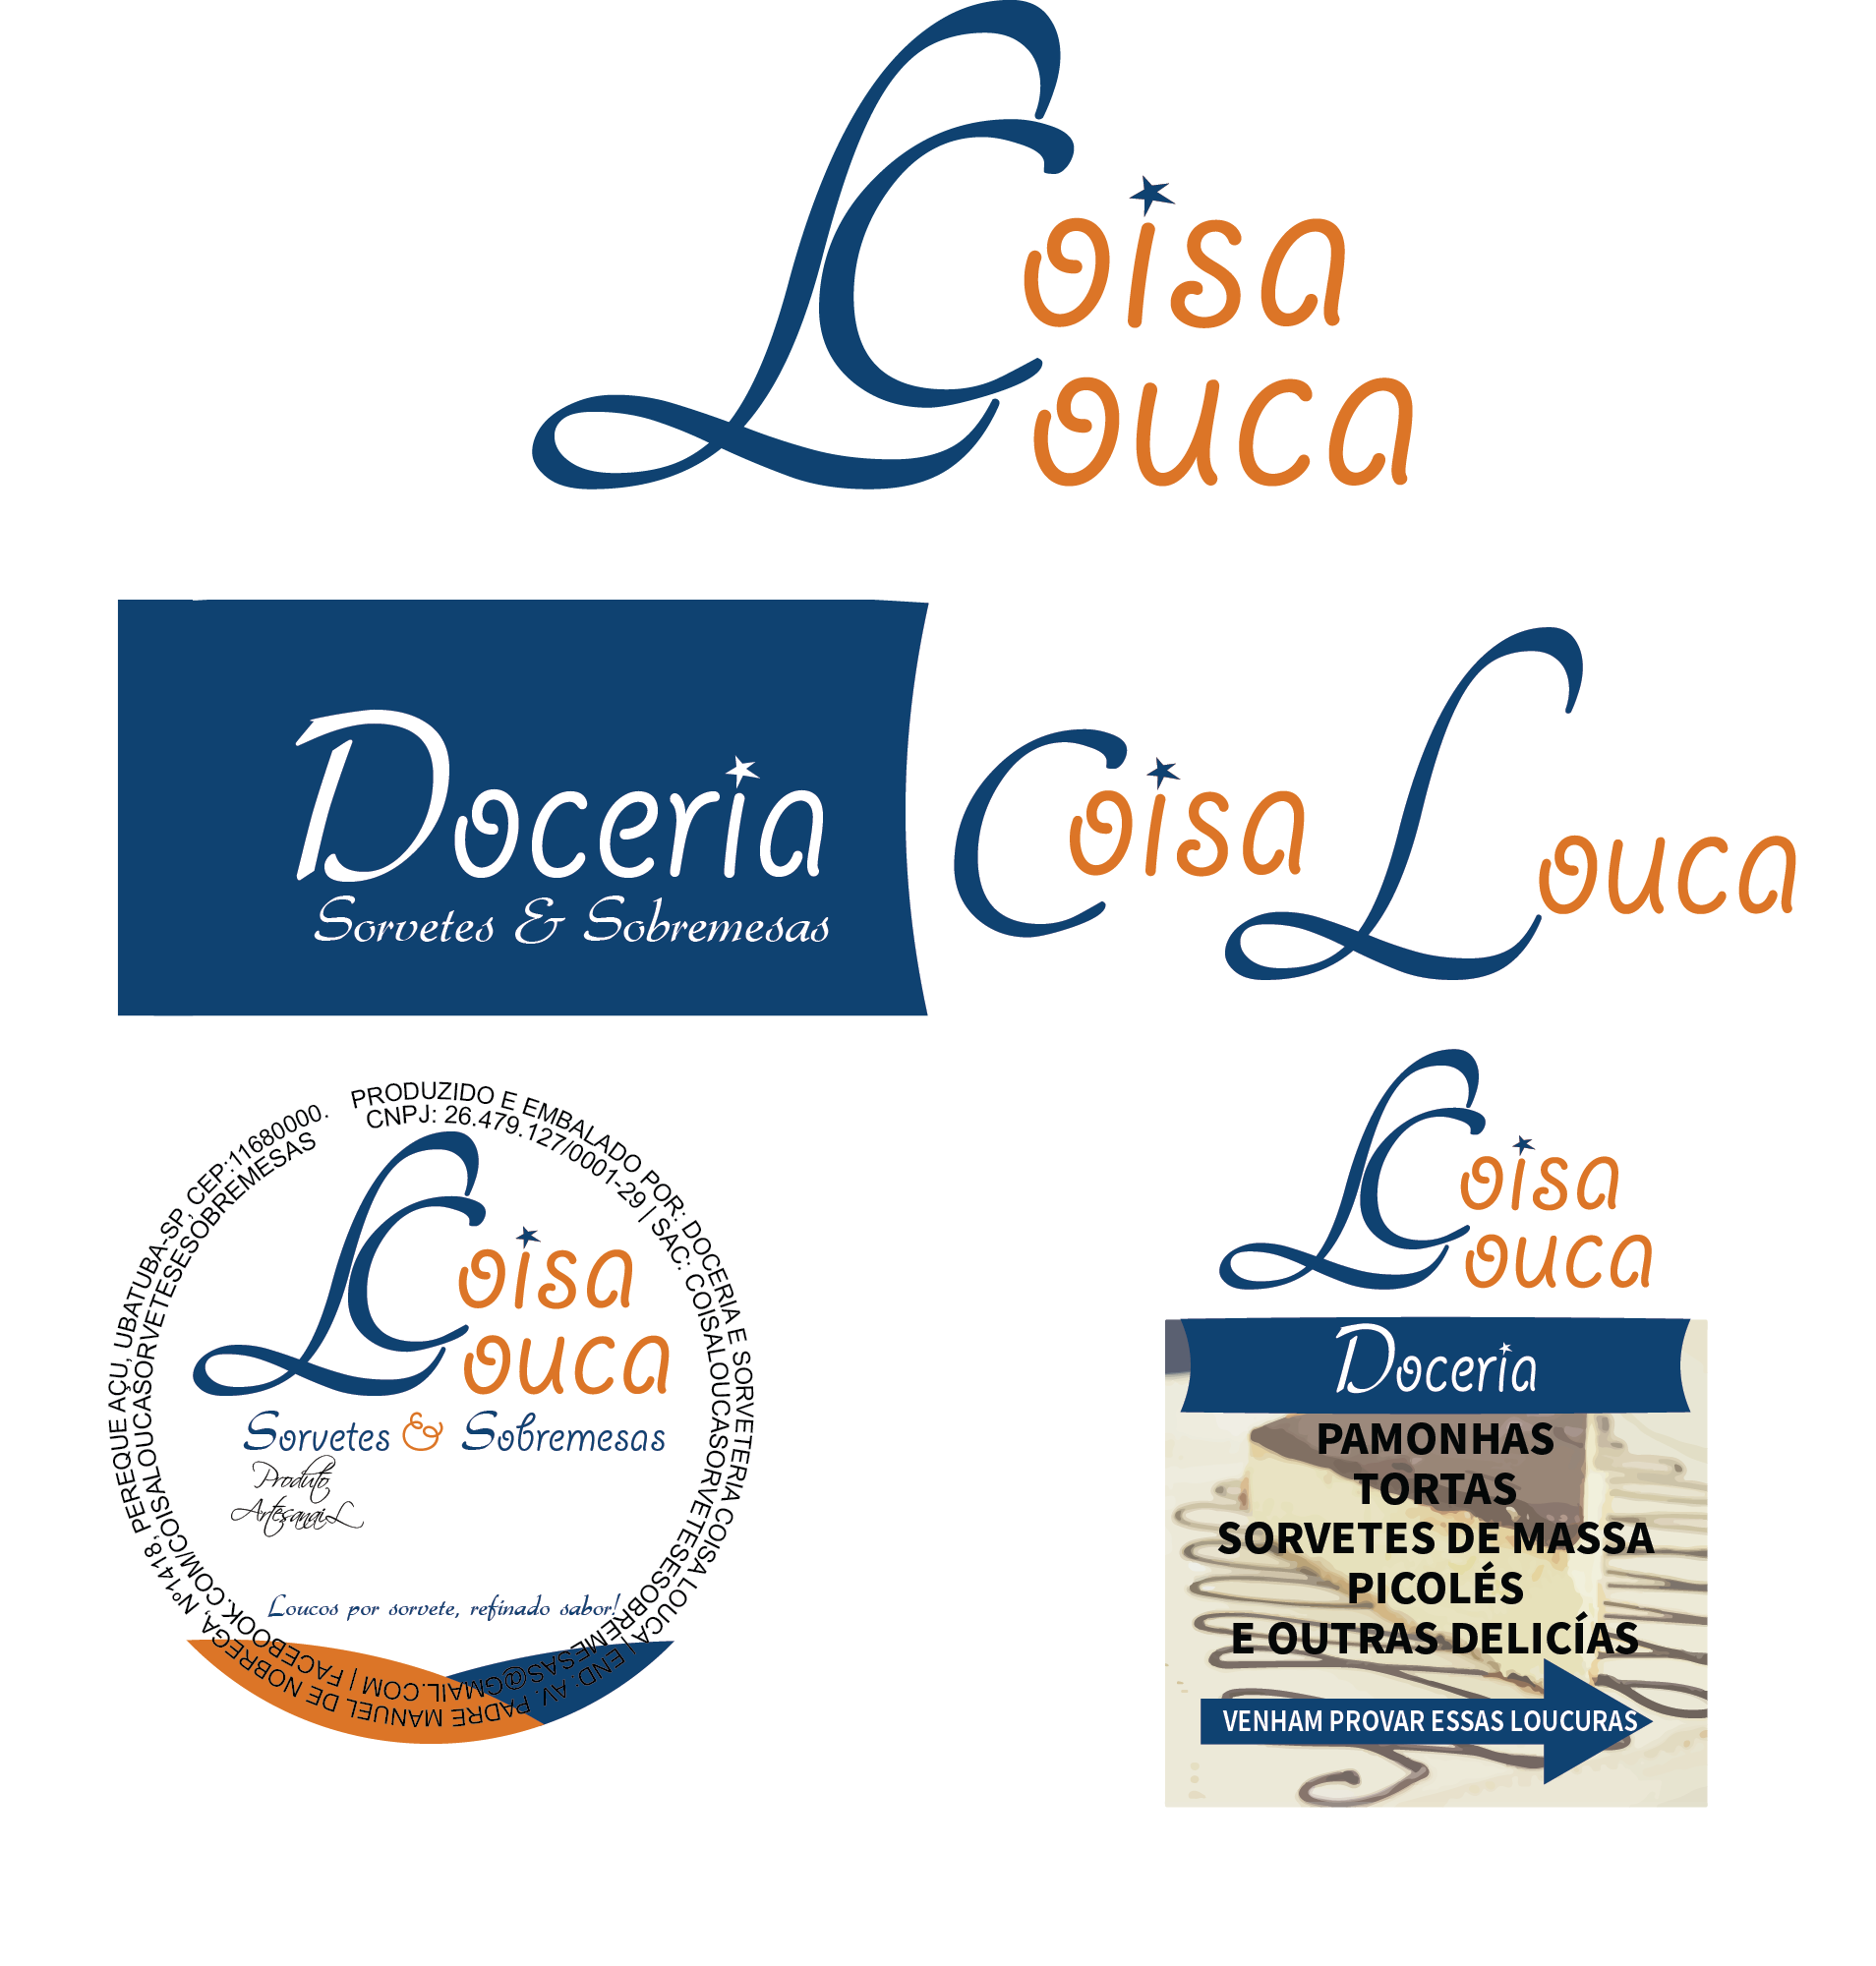 Coisa
Louca
Doceria
Sorvetes & Sobremesas
Coisa Louca
PRODUZIDO E EMBALADO POR: DOCERIA E SORVETERIA COISA LOUCA | END: AV. PADRE MANUEL DE NOBREGA, Nº1418, PEREQUE AÇU, UBATUBA-SP, CEP:11680000.
CNPJ: 26.479.127/0001-29 | SAC: COISALOUCASORVETESESOBREMESAS@GMAIL.COM | FACEBOOK.COM/COISALOUCASORVETESESOBREMESAS
Coisa
Louca
Sorvetes & Sobremesas
Produto
ArtesanaiL
Loucos por sorvete, refinado sabor!
Coisa
Louca
Doceria
PAMONHAS
TORTAS
SORVETES DE MASSA
PICOLÉS
E OUTRAS DELICÍAS
VENHAM PROVAR ESSAS LOUCURAS